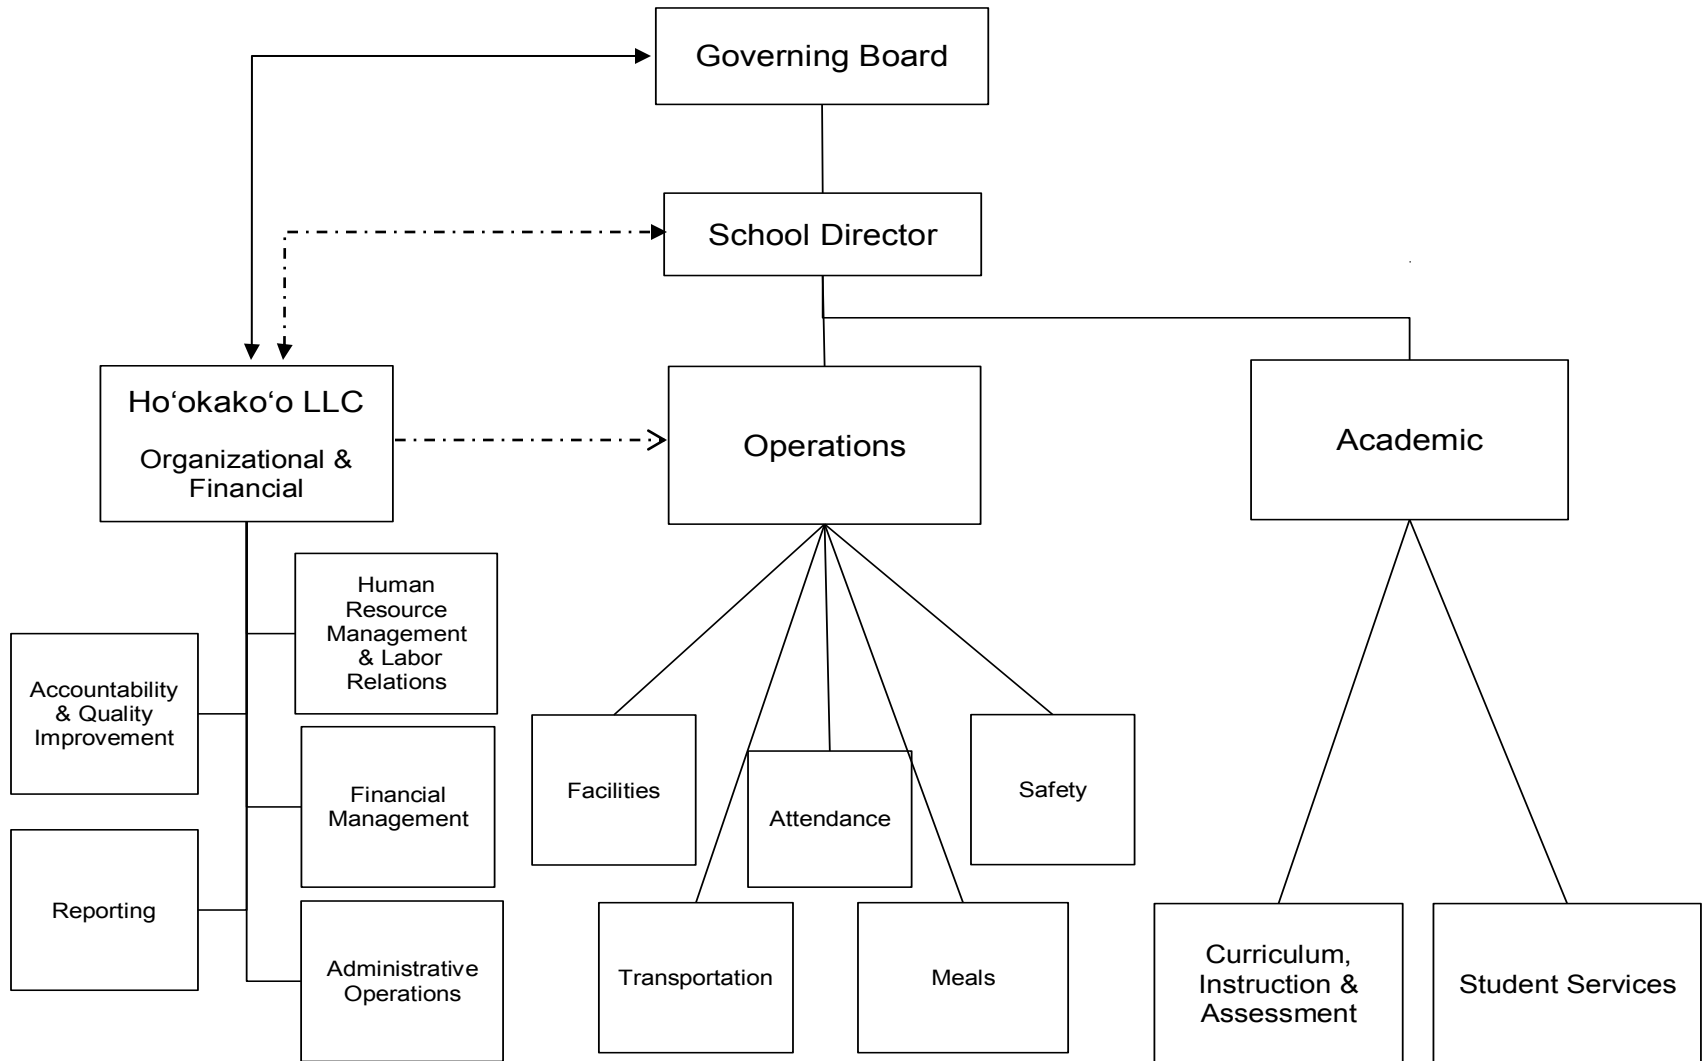 Governing Board
School Director
Hoʻokakoʻo LLC
Organizational &
Financial
Operations
Academic
Human
Resource
Management
& Labor
Relations
Accountability
& Quality
Improvement
Financial
Management
Reporting
Administrative
Operations
Facilities
Attendance
Safety
Transportation
Meals
Curriculum,
Instruction &
Assessment
Student Services